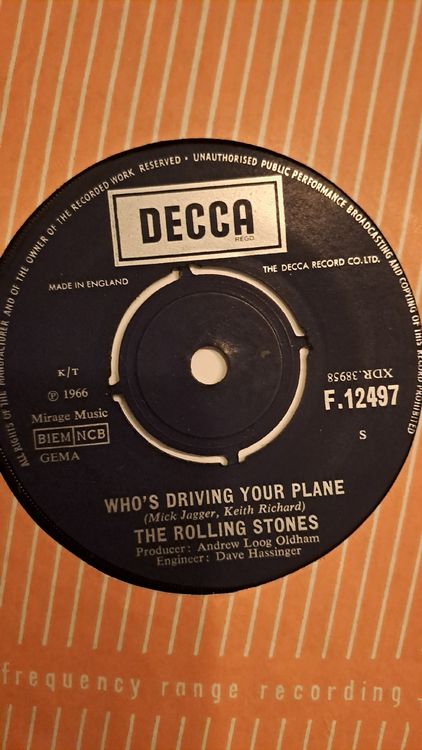 ALL RIGHTS OF THE MANUFACTURER AND OF THE OWNER OF THE RECORDED WORK RESERVED · UNAUTHORISED PUBLIC PERFORMANCE BROADCASTING AND COPYING OF THIS RECORD PROHIBITED
DECCA
REGD.
THE DECCA RECORD CO. LTD.
MADE IN ENGLAND
K/T
℗ 1966
Mirage Music
BIEM NCB
GEMA
XDR.38958
F.12497
S
WHO'S DRIVING YOUR PLANE
(Mick Jagger, Keith Richard)
THE ROLLING STONES
Producer: Andrew Loog Oldham
Engineer: Dave Hassinger
frequency range recording